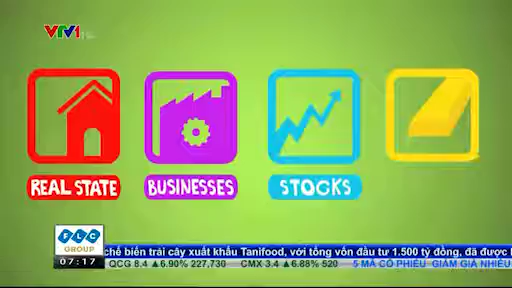 VTV1
REAL STATE
BUSINESSES
STOCKS
FLC
GROUP
chế biến trái cây xuất khẩu Tanifood, với tổng vốn đầu tư 1.500 tỷ đồng, đã được
07:17
QCG 8.4 ▲6.90% 227,730 CMX 3.4 ▲6.88% 520 5 MÃ CỔ PHIẾU GIẢM GIÁ NHIỀU